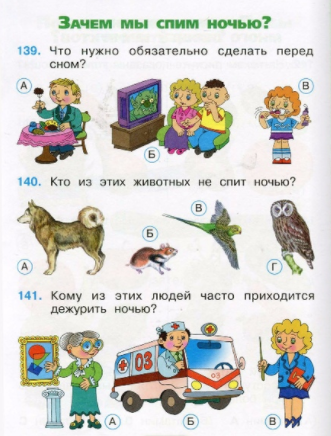 Зачем мы спим ночью?
139. Что нужно обязательно сделать перед
сном?
А
В
Б
140. Кто из этих животных не спит ночью?
В
Б
А
Г
141. Кому из этих людей часто приходится
дежурить ночью?
03
03
А
Б
В